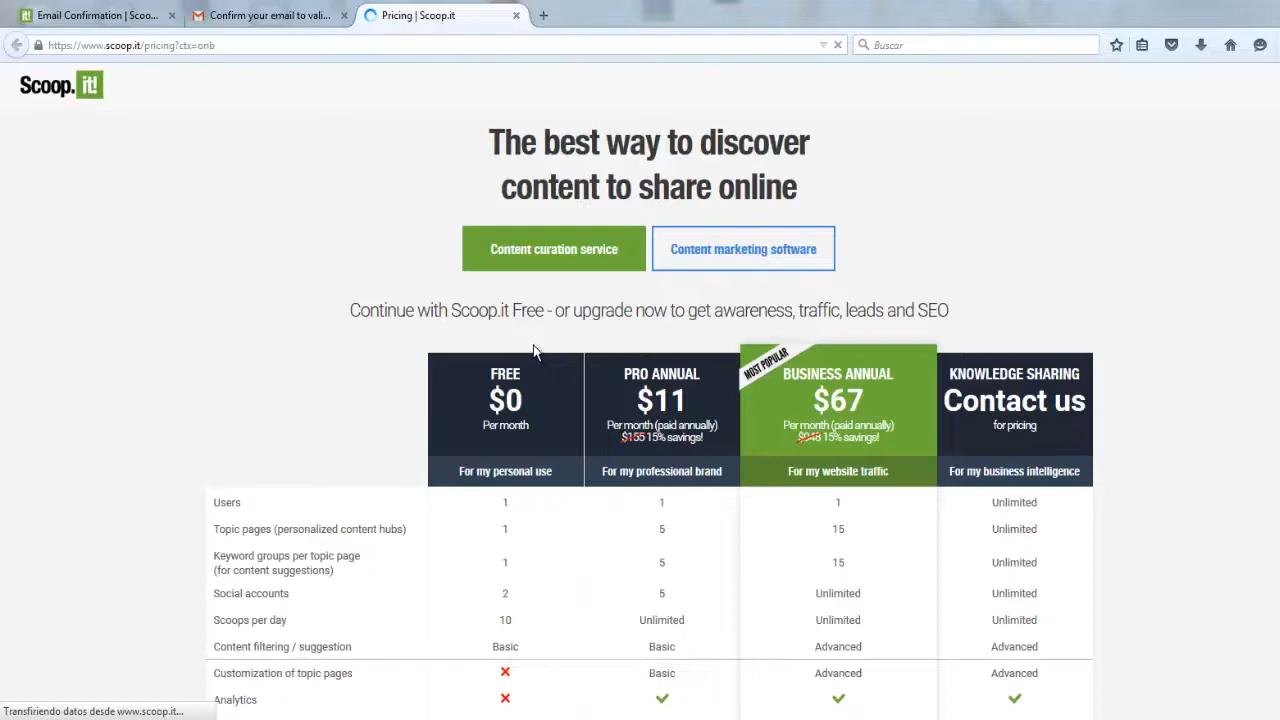 Email Confirmation | Scoo...
Confirm your email to vali...
Pricing | Scoop.it
https://www.scoop.it/pricing?ctx=onb
Buscar
Scoop.it!
The best way to discover
content to share online
Content curation service
Content marketing software
Continue with Scoop.it Free - or upgrade now to get awareness, traffic, leads and SEO
MOST POPULAR
FREE PRO ANNUAL BUSINESS ANNUAL KNOWLEDGE SHARING
$0 $11 $67 Contact us
Per month Per month (paid annually) Per month (paid annually) for pricing
$155 15% savings! $948 15% savings!
For my personal use For my professional brand For my website traffic For my business intelligence
Users 1 1 1 Unlimited
Topic pages (personalized content hubs) 1 5 15 Unlimited
Keyword groups per topic page
(for content suggestions) 1 5 15 Unlimited
Social accounts 2 5 Unlimited Unlimited
Scoops per day 10 Unlimited Unlimited Unlimited
Content filtering / suggestion Basic Basic Advanced Advanced
Customization of topic pages Basic Advanced Advanced
Analytics
Transfiriendo datos desde www.scoop.it...